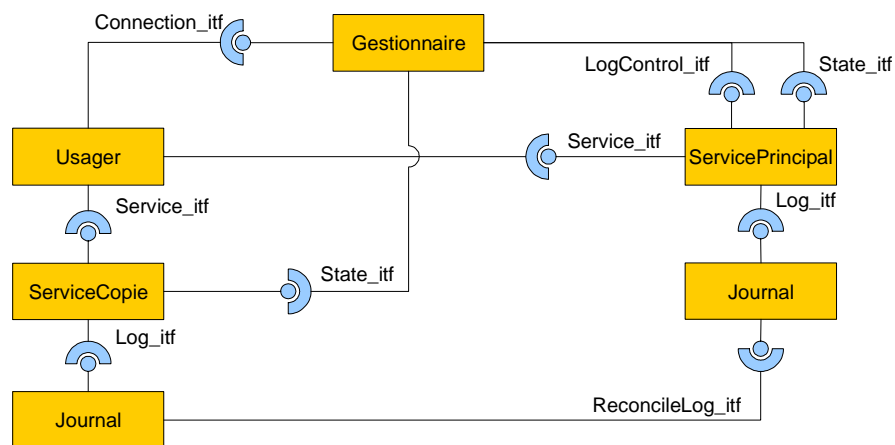 Connection_itf
Gestionnaire
LogControl_itf
State_itf
Usager
Service_itf
ServicePrincipal
Service_itf
Log_itf
State_itf
ServiceCopie
Journal
Log_itf
Journal
ReconcileLog_itf